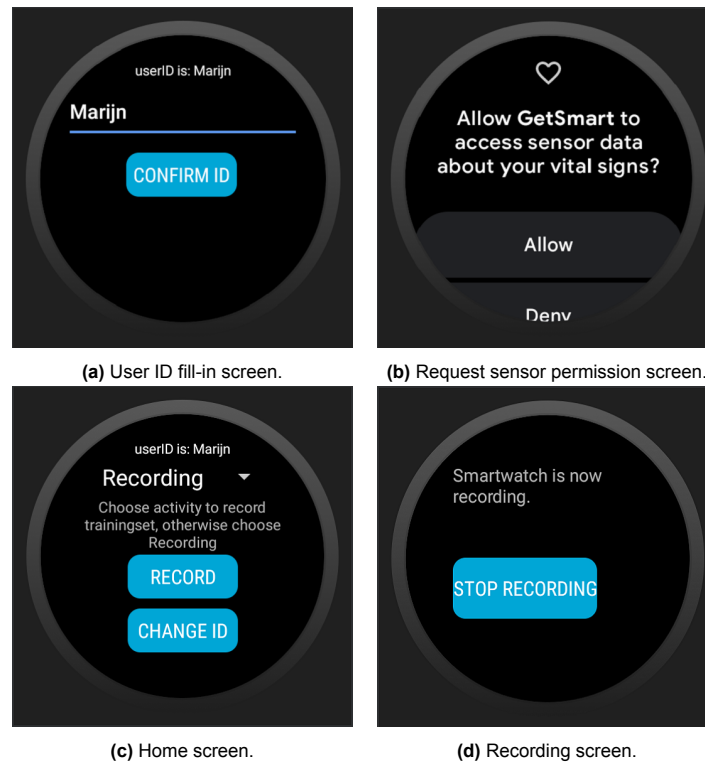 userID is: Marijn
Marijn
CONFIRM ID
Allow GetSmart to
access sensor data
about your vital signs?
Allow
Deny
(a) User ID fill-in screen.
(b) Request sensor permission screen.
userID is: Marijn
Recording
Choose activity to record
trainingset, otherwise choose
Recording
RECORD
CHANGE ID
Smartwatch is now
recording.
STOP RECORDING
(c) Home screen.
(d) Recording screen.